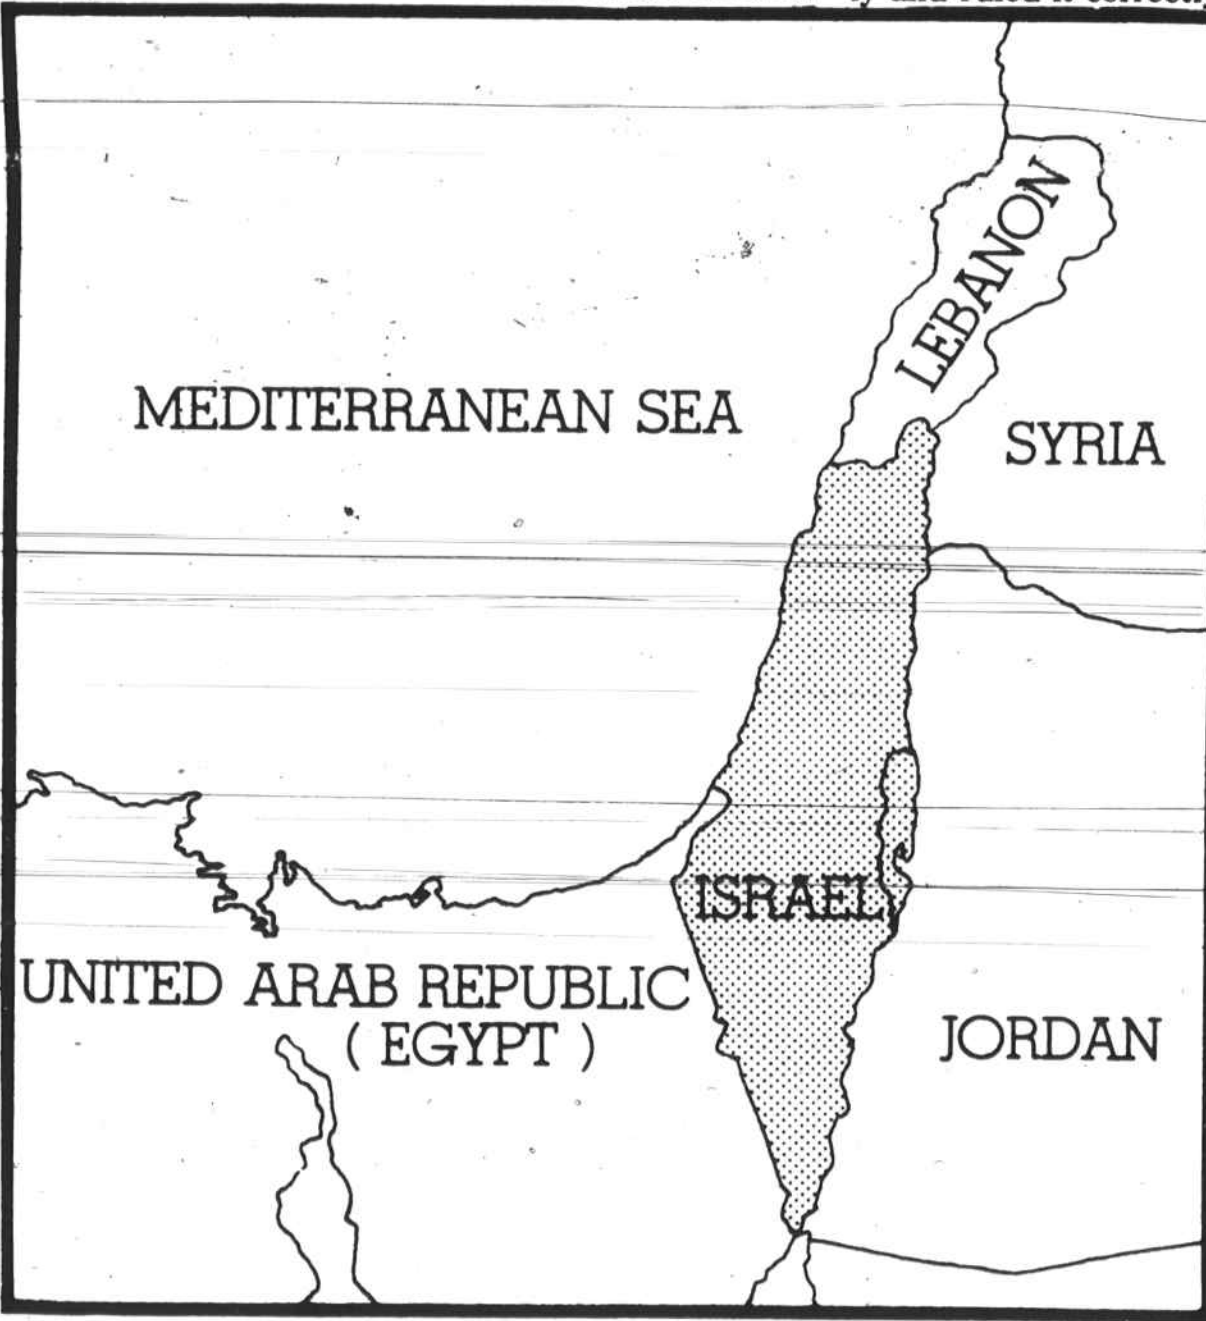 LEBANON
MEDITERRANEAN SEA
SYRIA
ISRAEL
UNITED ARAB REPUBLIC
( EGYPT )
JORDAN